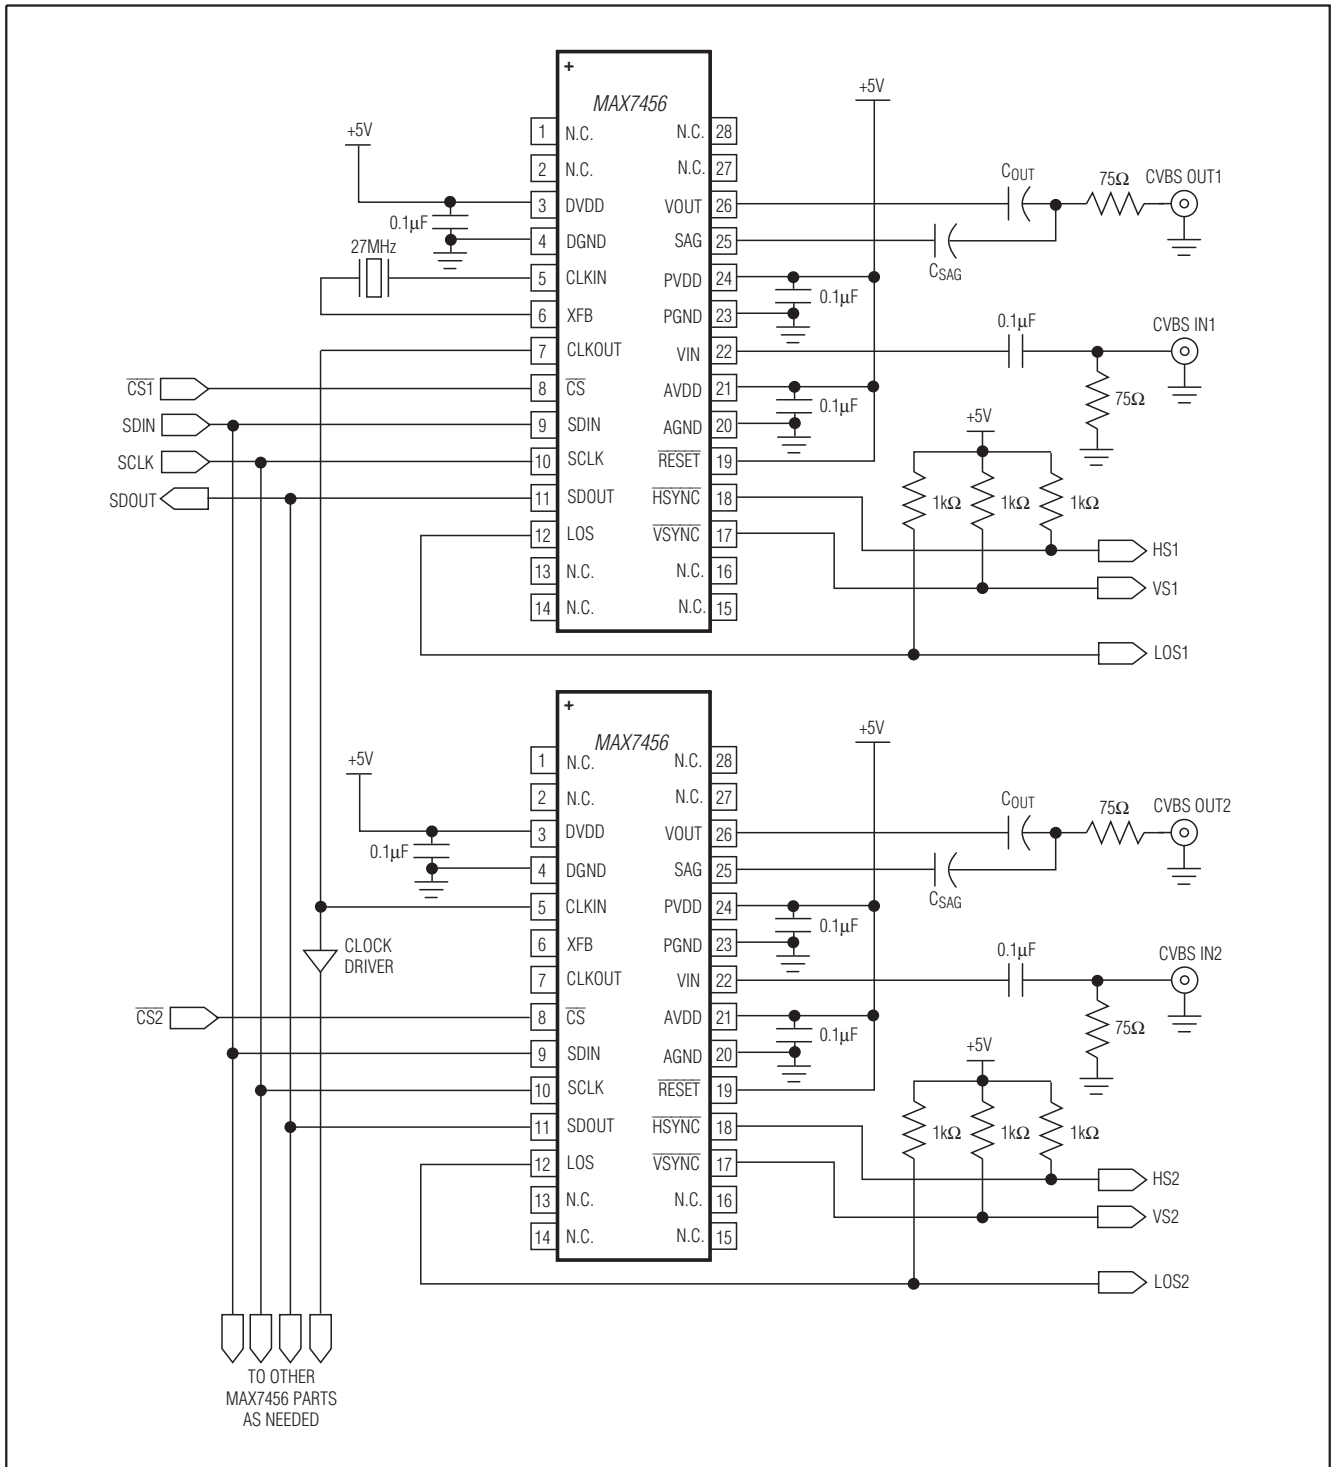 +
MAX7456
+5V
+5V
1 N.C. N.C. 28
2 N.C. N.C. 27
3 DVDD VOUT 26
4 DGND SAG 25
5 CLKIN PVDD 24
6 XFB PGND 23
7 CLKOUT VIN 22
8 CS AVDD 21
9 SDIN AGND 20
10 SCLK RESET 19
11 SDOUT HSYNC 18
12 LOS VSYNC 17
13 N.C. N.C. 16
14 N.C. N.C. 15
0.1µF
27MHz
CS1
SDIN
SCLK
SDOUT
COUT
75Ω
CVBS OUT1
CSAG
0.1µF
0.1µF
CVBS IN1
75Ω
0.1µF
+5V
1kΩ
1kΩ
1kΩ
HS1
VS1
LOS1
+
MAX7456
+5V
+5V
1 N.C. N.C. 28
2 N.C. N.C. 27
3 DVDD VOUT 26
4 DGND SAG 25
5 CLKIN PVDD 24
6 XFB PGND 23
7 CLKOUT VIN 22
8 CS AVDD 21
9 SDIN AGND 20
10 SCLK RESET 19
11 SDOUT HSYNC 18
12 LOS VSYNC 17
13 N.C. N.C. 16
14 N.C. N.C. 15
0.1µF
CLOCK
DRIVER
CS2
COUT
75Ω
CVBS OUT2
CSAG
0.1µF
0.1µF
CVBS IN2
75Ω
0.1µF
+5V
1kΩ
1kΩ
1kΩ
HS2
VS2
LOS2
TO OTHER
MAX7456 PARTS
AS NEEDED